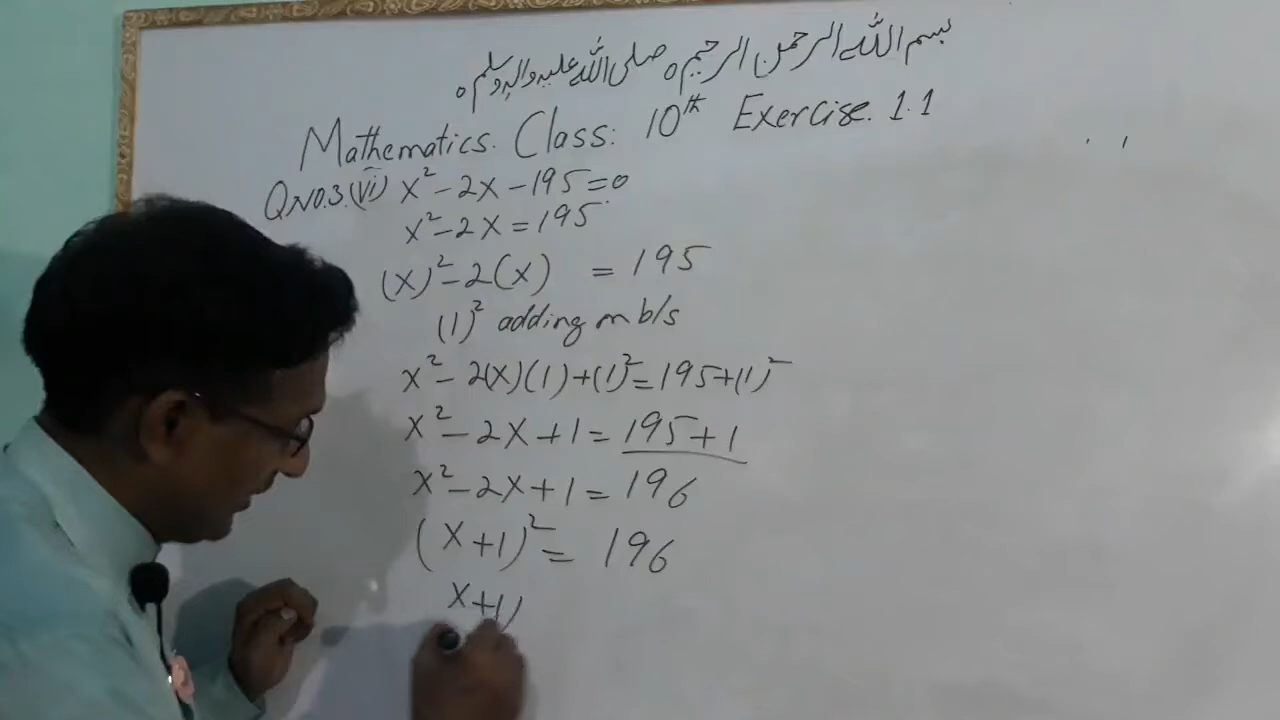 بسم اللہ الرحمن الرحیم ہ صلی اللہ علیہ والہ وسلم ہ
Mathematics. Class: 10th Exercise. 1.1
Q No.3.(vi) x² - 2x - 195 = 0
x² - 2x = 195
(x)² - 2(x) = 195
(1)² adding on b/s
x² - 2(x)(1) + (1)² = 195 + (1)²
x² - 2x + 1 = 195 + 1
x² - 2x + 1 = 196
(x + 1)² = 196
x + 1)